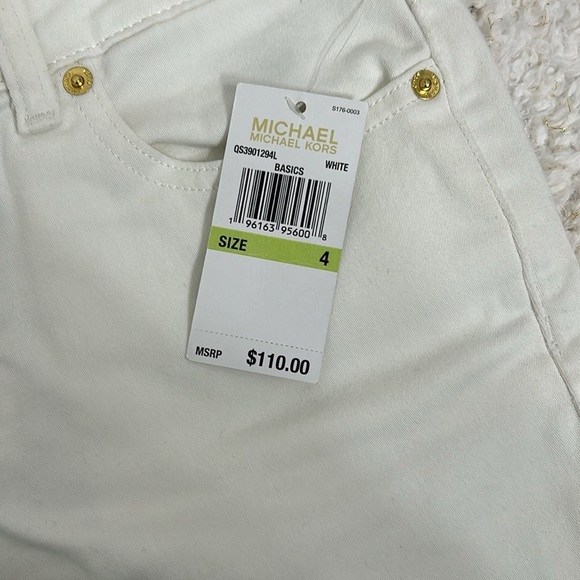 S176-0003
MICHAEL
MICHAEL KORS
QS3901294L WHITE
BASICS
1 96163 95600 8
SIZE 4
MSRP $110.00